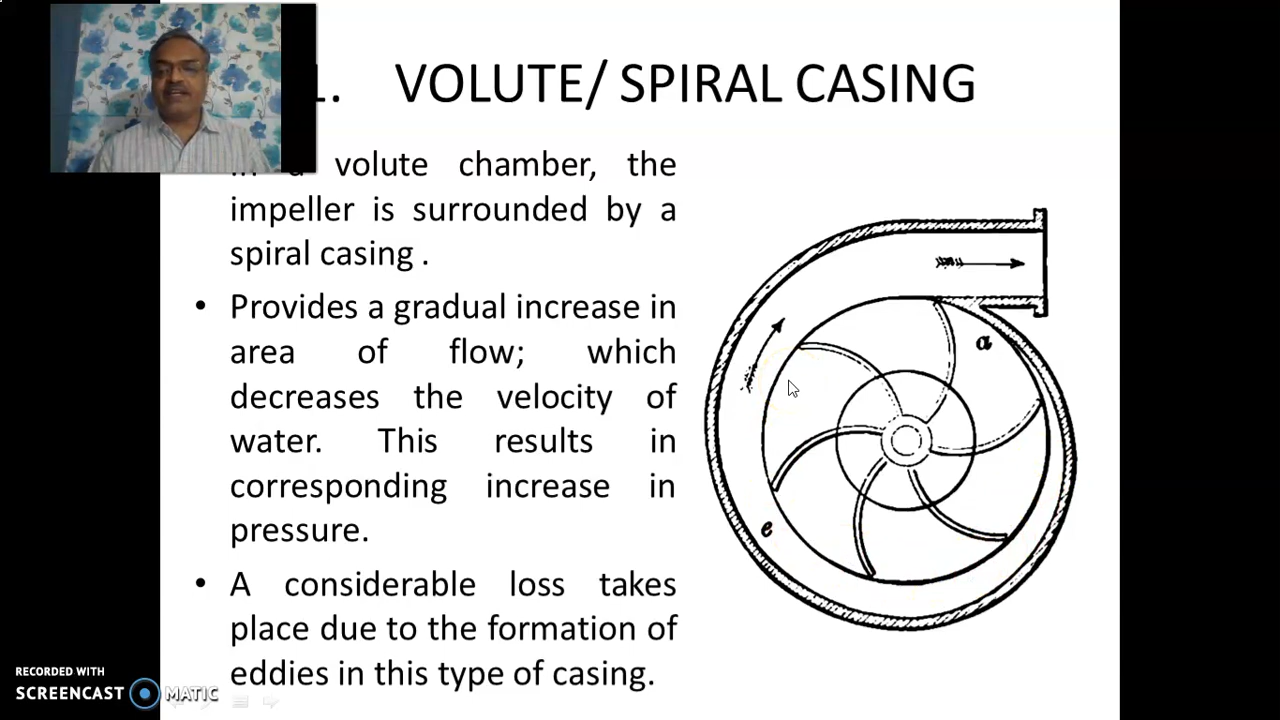 1. VOLUTE/ SPIRAL CASING
In a volute chamber, the
impeller is surrounded by a
spiral casing .
• Provides a gradual increase in
area of flow; which
decreases the velocity of
water. This results in
corresponding increase in
pressure.
• A considerable loss takes
place due to the formation of
eddies in this type of casing.
a
e
RECORDED WITH
SCREENCAST MATIC